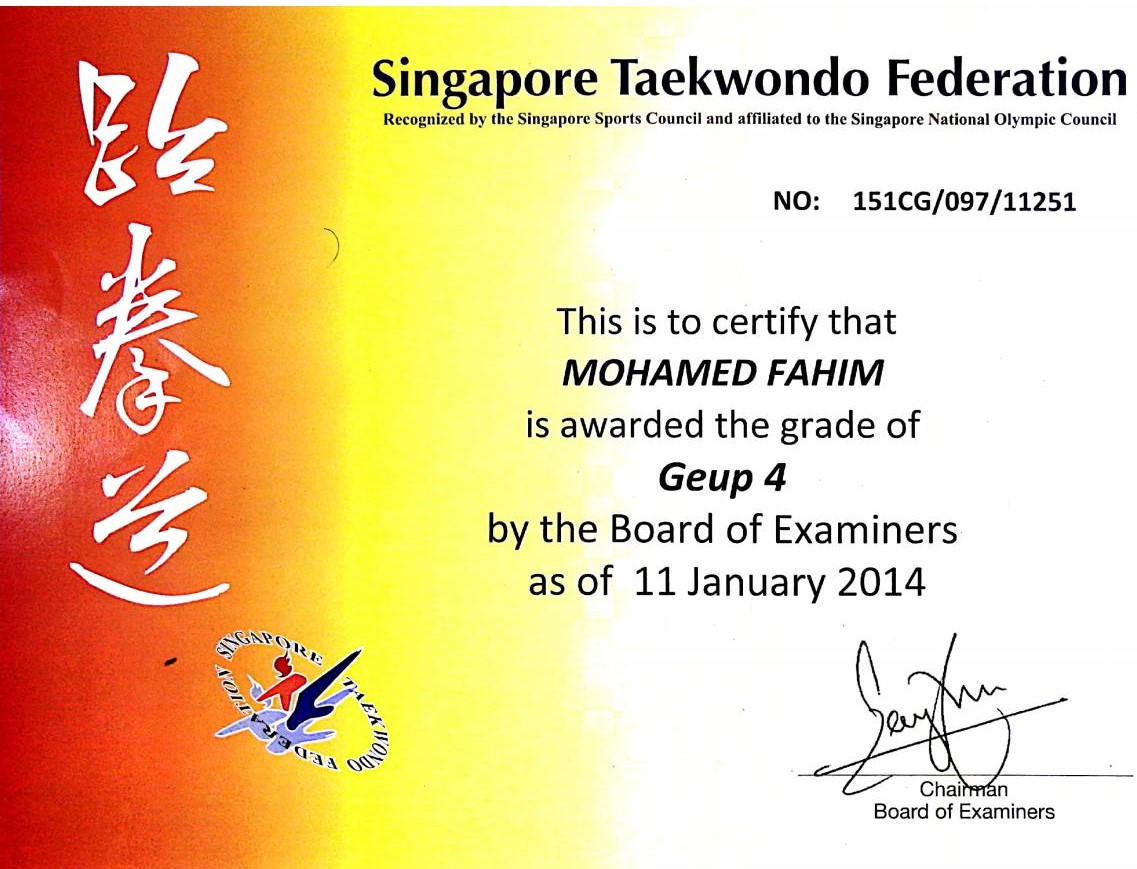 跆拳道
Singapore Taekwondo Federation
Recognized by the Singapore Sports Council and affiliated to the Singapore National Olympic Council
NO: 151CG/097/11251
This is to certify that
MOHAMED FAHIM
is awarded the grade of
Geup 4
by the Board of Examiners
as of 11 January 2014
SINGAPORE TAEKWONDO FEDERATION
Chairman
Board of Examiners